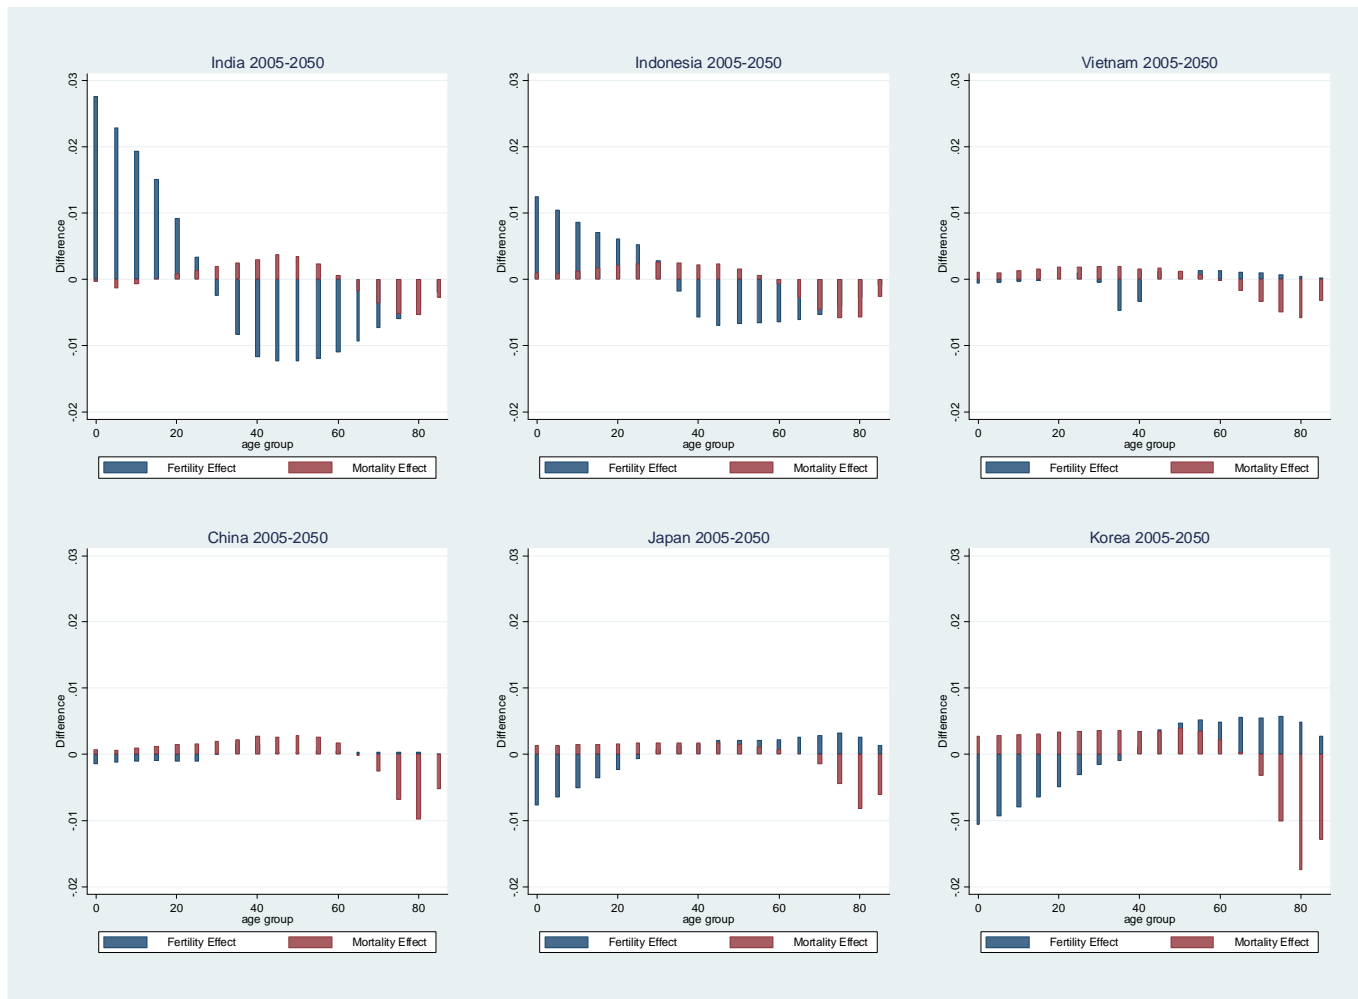 India 2005-2050
Difference
.03
.02
.01
0
-.01
-.02
0 20 40 60 80
age group
Fertility Effect Mortality Effect
Indonesia 2005-2050
Difference
.03
.02
.01
0
-.01
-.02
0 20 40 60 80
age group
Fertility Effect Mortality Effect
Vietnam 2005-2050
Difference
.03
.02
.01
0
-.01
-.02
0 20 40 60 80
age group
Fertility Effect Mortality Effect
China 2005-2050
Difference
.03
.02
.01
0
-.01
-.02
0 20 40 60 80
age group
Fertility Effect Mortality Effect
Japan 2005-2050
Difference
.03
.02
.01
0
-.01
-.02
0 20 40 60 80
age group
Fertility Effect Mortality Effect
Korea 2005-2050
Difference
.03
.02
.01
0
-.01
-.02
0 20 40 60 80
age group
Fertility Effect Mortality Effect